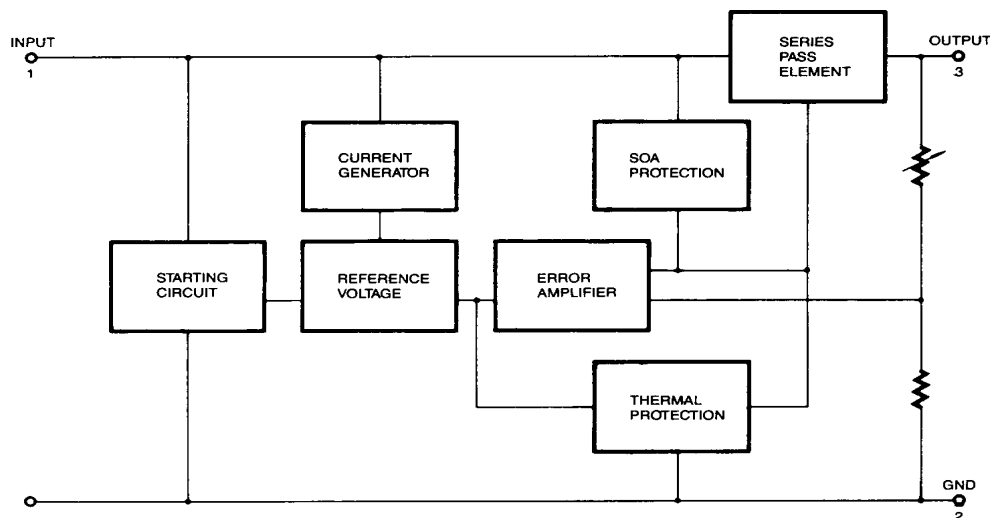 INPUT
1
SERIES
PASS
ELEMENT
OUTPUT
3
CURRENT
GENERATOR
SOA
PROTECTION
STARTING
CIRCUIT
REFERENCE
VOLTAGE
ERROR
AMPLIFIER
THERMAL
PROTECTION
GND
2